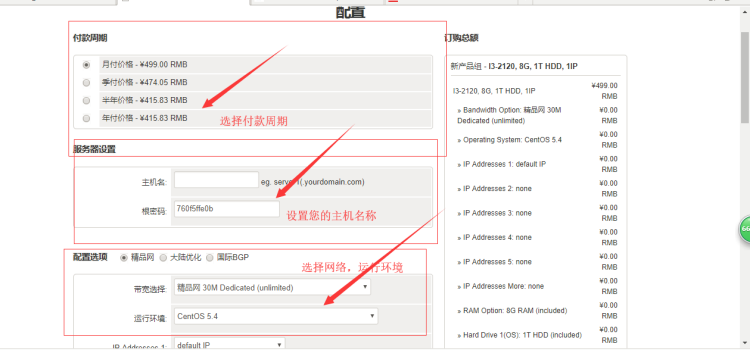 配置
付款周期
月付价格 - ¥499.00 RMB
季付价格 - ¥474.05 RMB
半年付价格 - ¥415.83 RMB
年付价格 - ¥415.83 RMB
选择付款周期
服务器设置
主机名:
eg. server1(.yourdomain.com)
根密码:
760f5ffe0b
设置您的主机名称
配置选项 精品网 大陆优化 国际BGP
选择网络,运行环境
带宽选择:
精品网 30M Dedicated (unlimited)
运行环境:
CentOS 5.4
IP Addresses 1:
default IP
订购总额
新产品组 - I3-2120, 8G, 1T HDD, 1IP
I3-2120, 8G, 1T HDD, 1IP ¥499.00 RMB
» Bandwidth Option: 精品网 30M Dedicated (unlimited) ¥0.00 RMB
» Operating System: CentOS 5.4 ¥0.00 RMB
» IP Addresses 1: default IP ¥0.00 RMB
» IP Addresses 2: none ¥0.00 RMB
» IP Addresses 3: none ¥0.00 RMB
» IP Addresses 4: none ¥0.00 RMB
» IP Addresses 5: none ¥0.00 RMB
» IP Addresses More: none ¥0.00 RMB
» RAM Option: 8G RAM (included) ¥0.00 RMB
» Hard Drive 1(OS): 1T HDD (included) ¥0.00 RMB
66